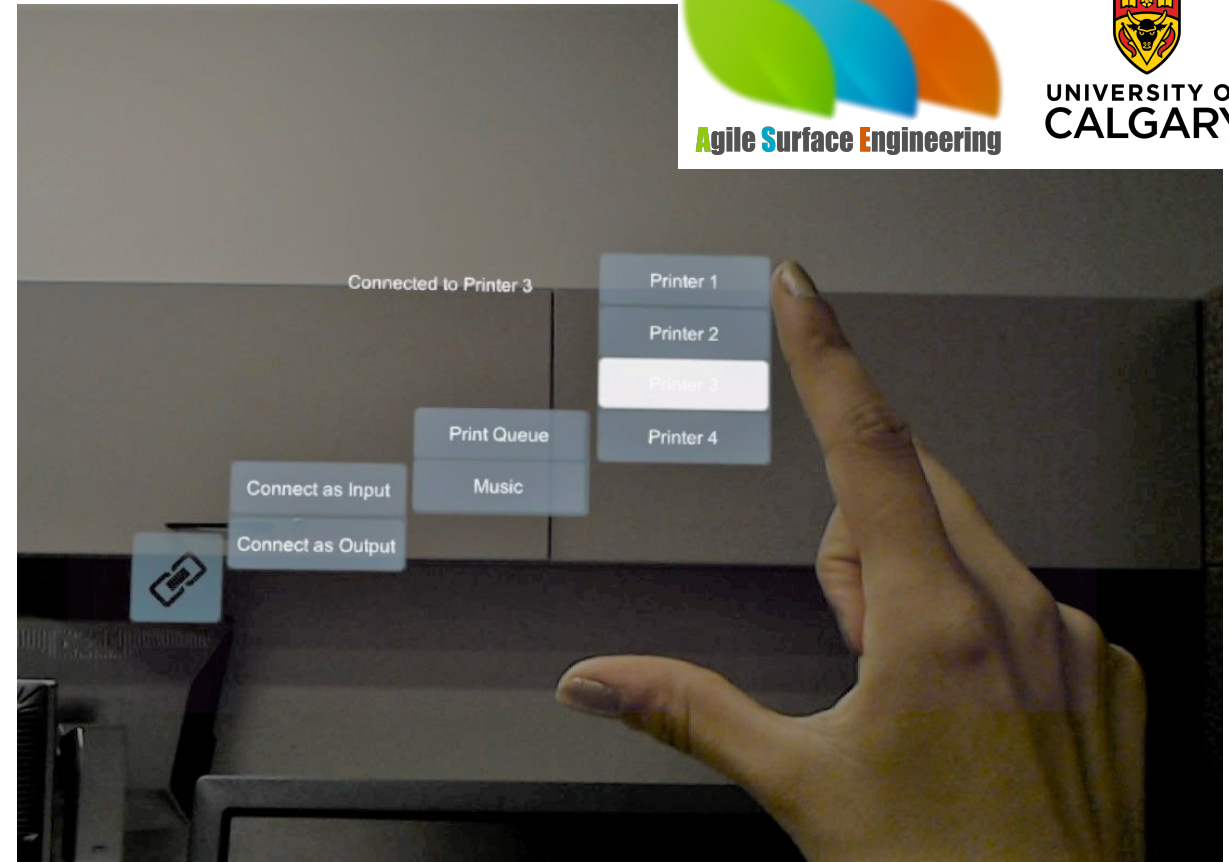 Agile Surface Engineering
UNIVERSITY O
CALGARY
Connected to Printer 3
Printer 1
Printer 2
Printer 3
Printer 4
Print Queue
Music
Connect as Input
Connect as Output